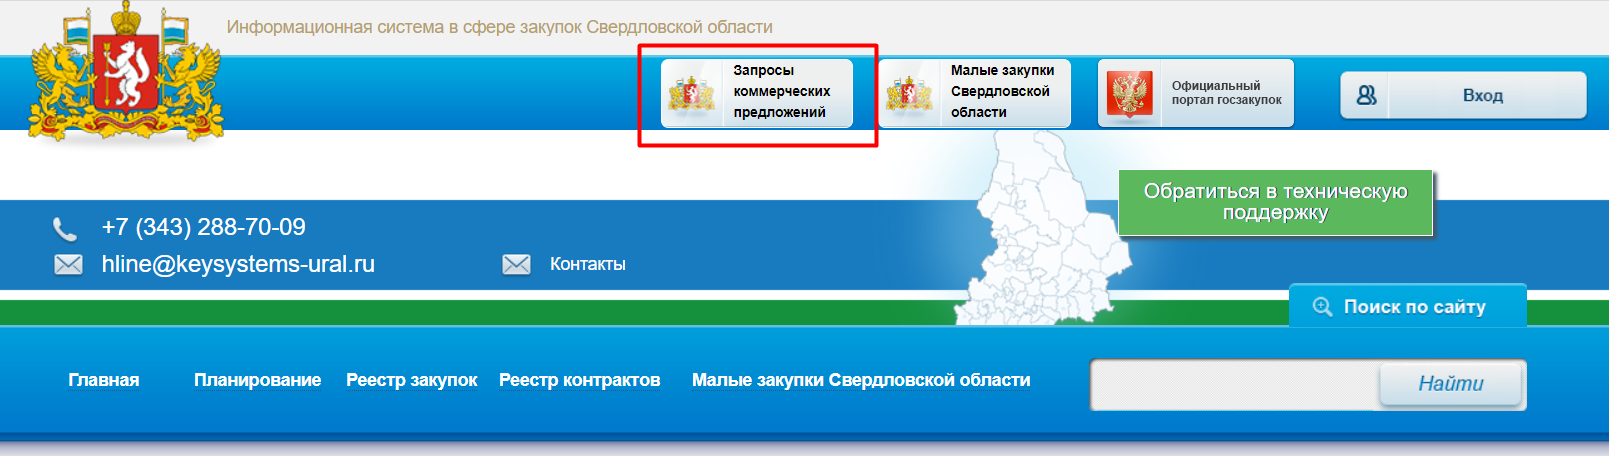 Информационная система в сфере закупок Свердловской области
Запросы
коммерческих
предложений
Малые закупки
Свердловской
области
Официальный
портал госзакупок
Вход
Обратиться в техническую
поддержку
+7 (343) 288-70-09
hline@keysystems-ural.ru
Контакты
Поиск по сайту
Главная
Планирование
Реестр закупок
Реестр контрактов
Малые закупки Свердловской области
Найти